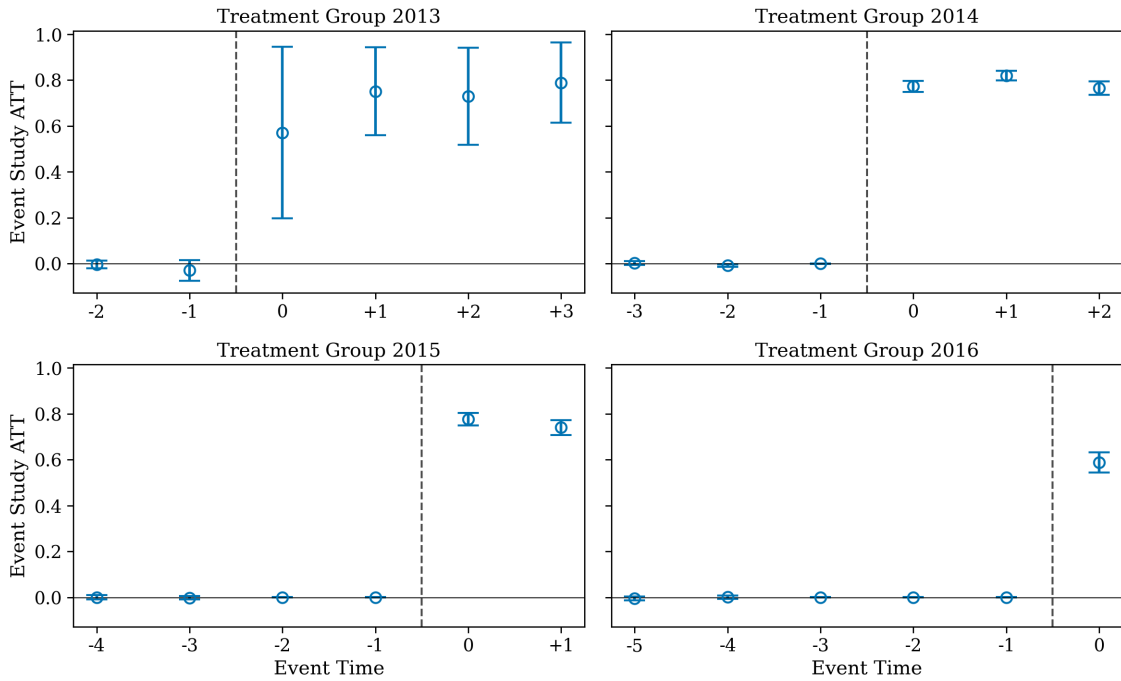 Treatment Group 2013
Treatment Group 2014
Event Study ATT
1.0
0.8
0.6
0.4
0.2
0.0
-2 -1 0 +1 +2 +3
-3 -2 -1 0 +1 +2
Treatment Group 2015
Treatment Group 2016
Event Study ATT
1.0
0.8
0.6
0.4
0.2
0.0
-4 -3 -2 -1 0 +1
-5 -4 -3 -2 -1 0
Event Time
Event Time